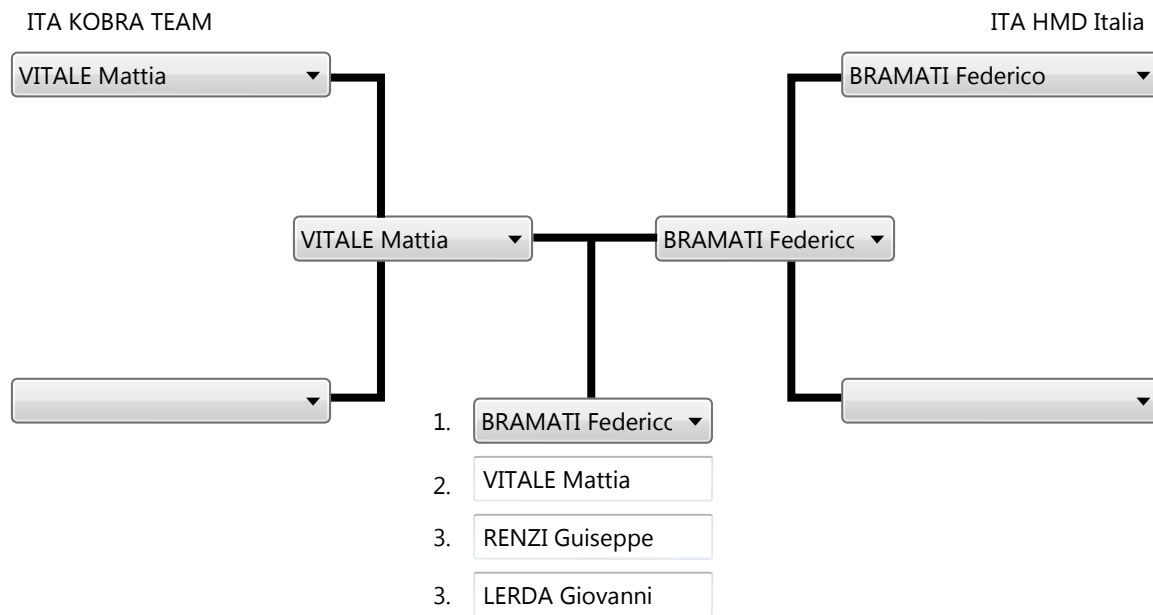 ITA KOBRA TEAM
ITA HMD Italia
VITALE Mattia
BRAMATI Federico
VITALE Mattia
BRAMATI Federicc
1. BRAMATI Federicc
2. VITALE Mattia
3. RENZI Guiseppe
3. LERDA Giovanni